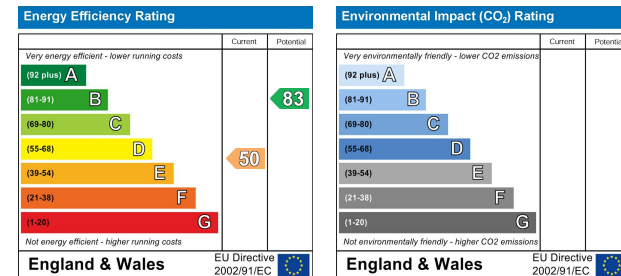 Energy Efficiency Rating
Current Potential
Very energy efficient - lower running costs
(92 plus) A
(81-91) B
83
(69-80) C
(55-68) D
50
(39-54) E
(21-38) F
(1-20) G
Not energy efficient - higher running costs
England & Wales
EU Directive
2002/91/EC
Environmental Impact (CO2) Rating
Current Potentia
Very environmentally friendly - lower CO2 emissions
(92 plus) A
(81-91) B
(69-80) C
(55-68) D
(39-54) E
(21-38) F
(1-20) G
Not environmentally friendly - higher CO2 emissions
England & Wales
EU Directive
2002/91/EC